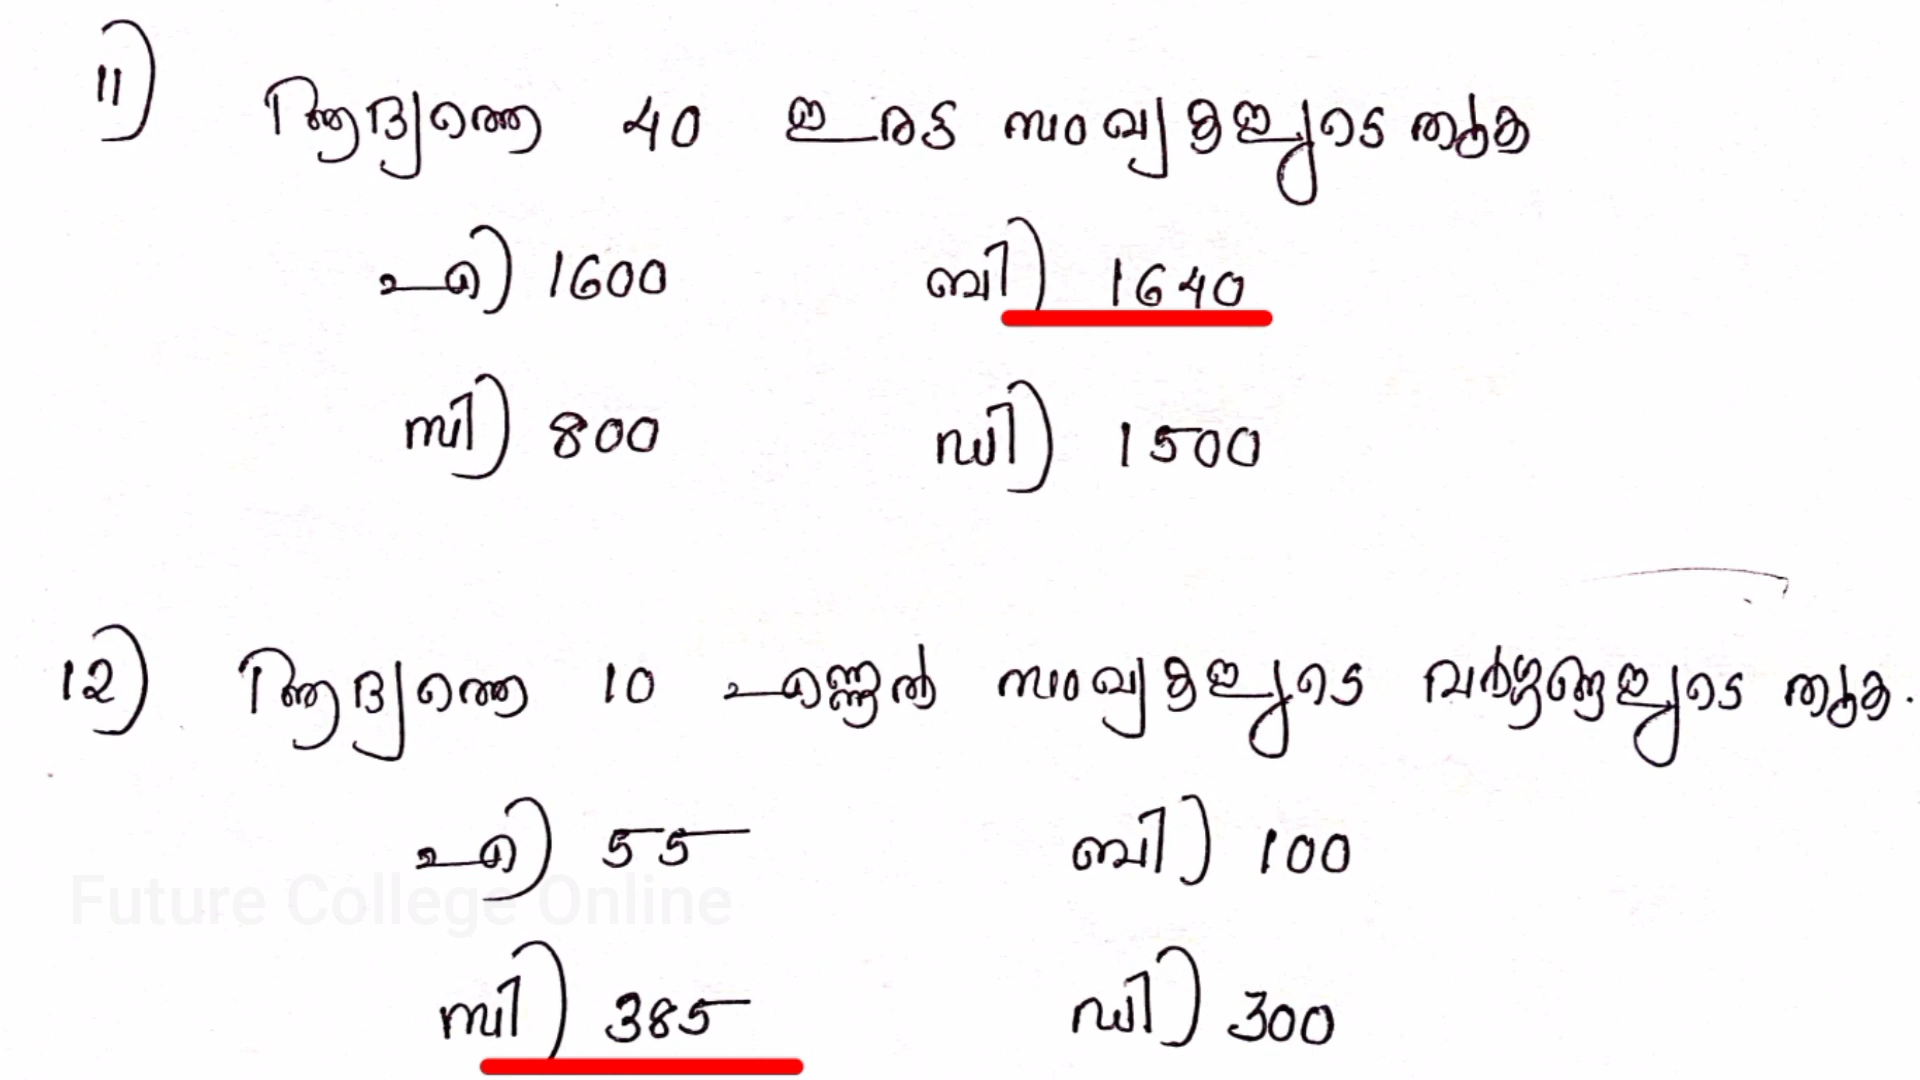 11) ആദ്യത്തെ 40 ഇരട്ട സംഖ്യകളുടെ തുക
എ) 1600 ബി) 1640
സി) 800 ഡി) 1500
12) ആദ്യത്തെ 10 എണ്ണൽ സംഖ്യകളുടെ വർഗ്ഗങ്ങളുടെ തുക.
എ) 55 ബി) 100
Future College Online
സി) 385 ഡി) 300